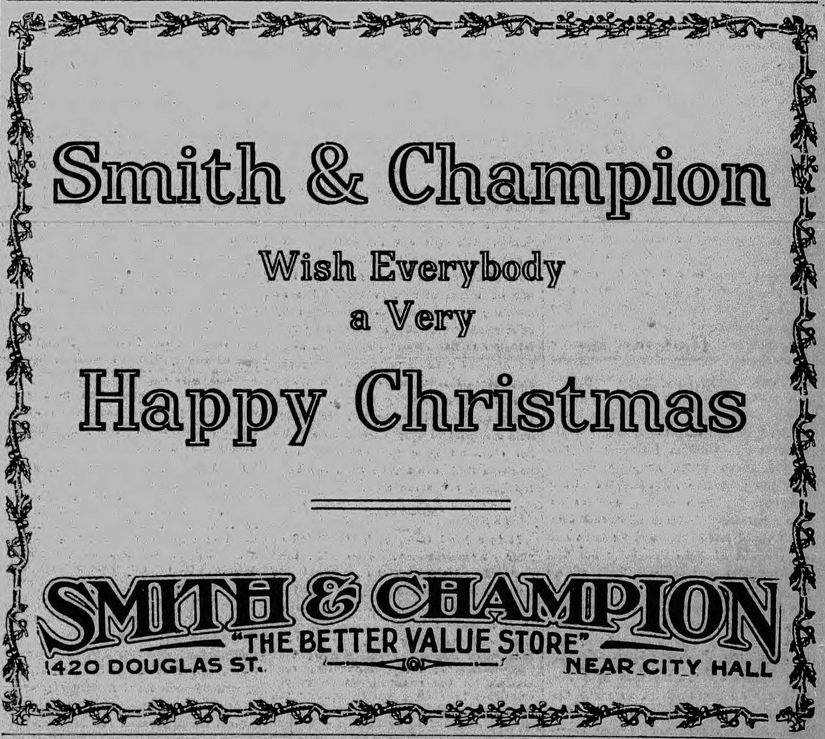 Smith & Champion
Wish Everybody
a Very
Happy Christmas
SMITH & CHAMPION
"THE BETTER VALUE STORE"
1420 DOUGLAS ST. NEAR CITY HALL